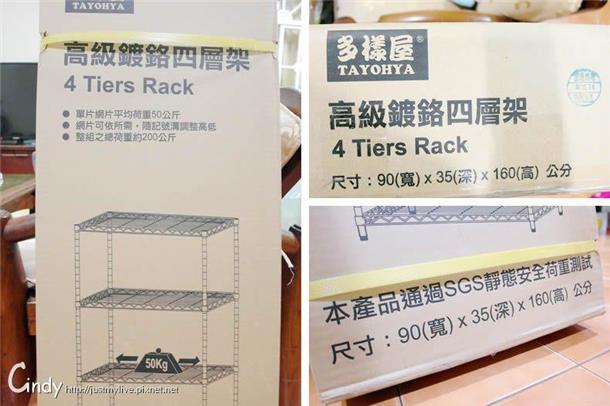 TAYOHYA
高級鍍鉻四層架
4 Tiers Rack
● 單片網片平均荷重50公斤
● 網片可依所需，隨記號溝調整高低
● 整組之總荷重約200公斤
50Kg
Cindy http://justmylive.pixnet.net
多樣屋®
TAYOHYA
高級鍍鉻四層架
4 Tiers Rack
尺寸：90(寬) x 35(深) x 160(高) 公分
本產品通過SGS靜態安全荷重測試
尺寸：90(寬) x 35(深) x 160(高) 公分